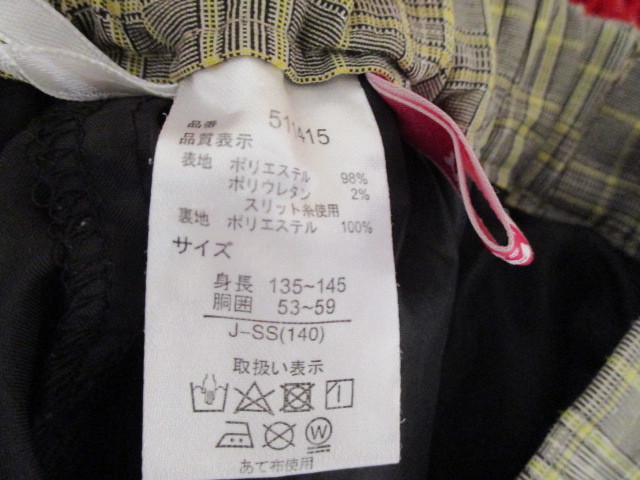 品番 511415
品質表示
表地 ポリエステル 98%
ポリウレタン 2%
スリット糸使用
裏地 ポリエステル 100%
サイズ
身長 135~145
胴囲 53~59
J-SS(140)
取扱い表示
W
あて布使用